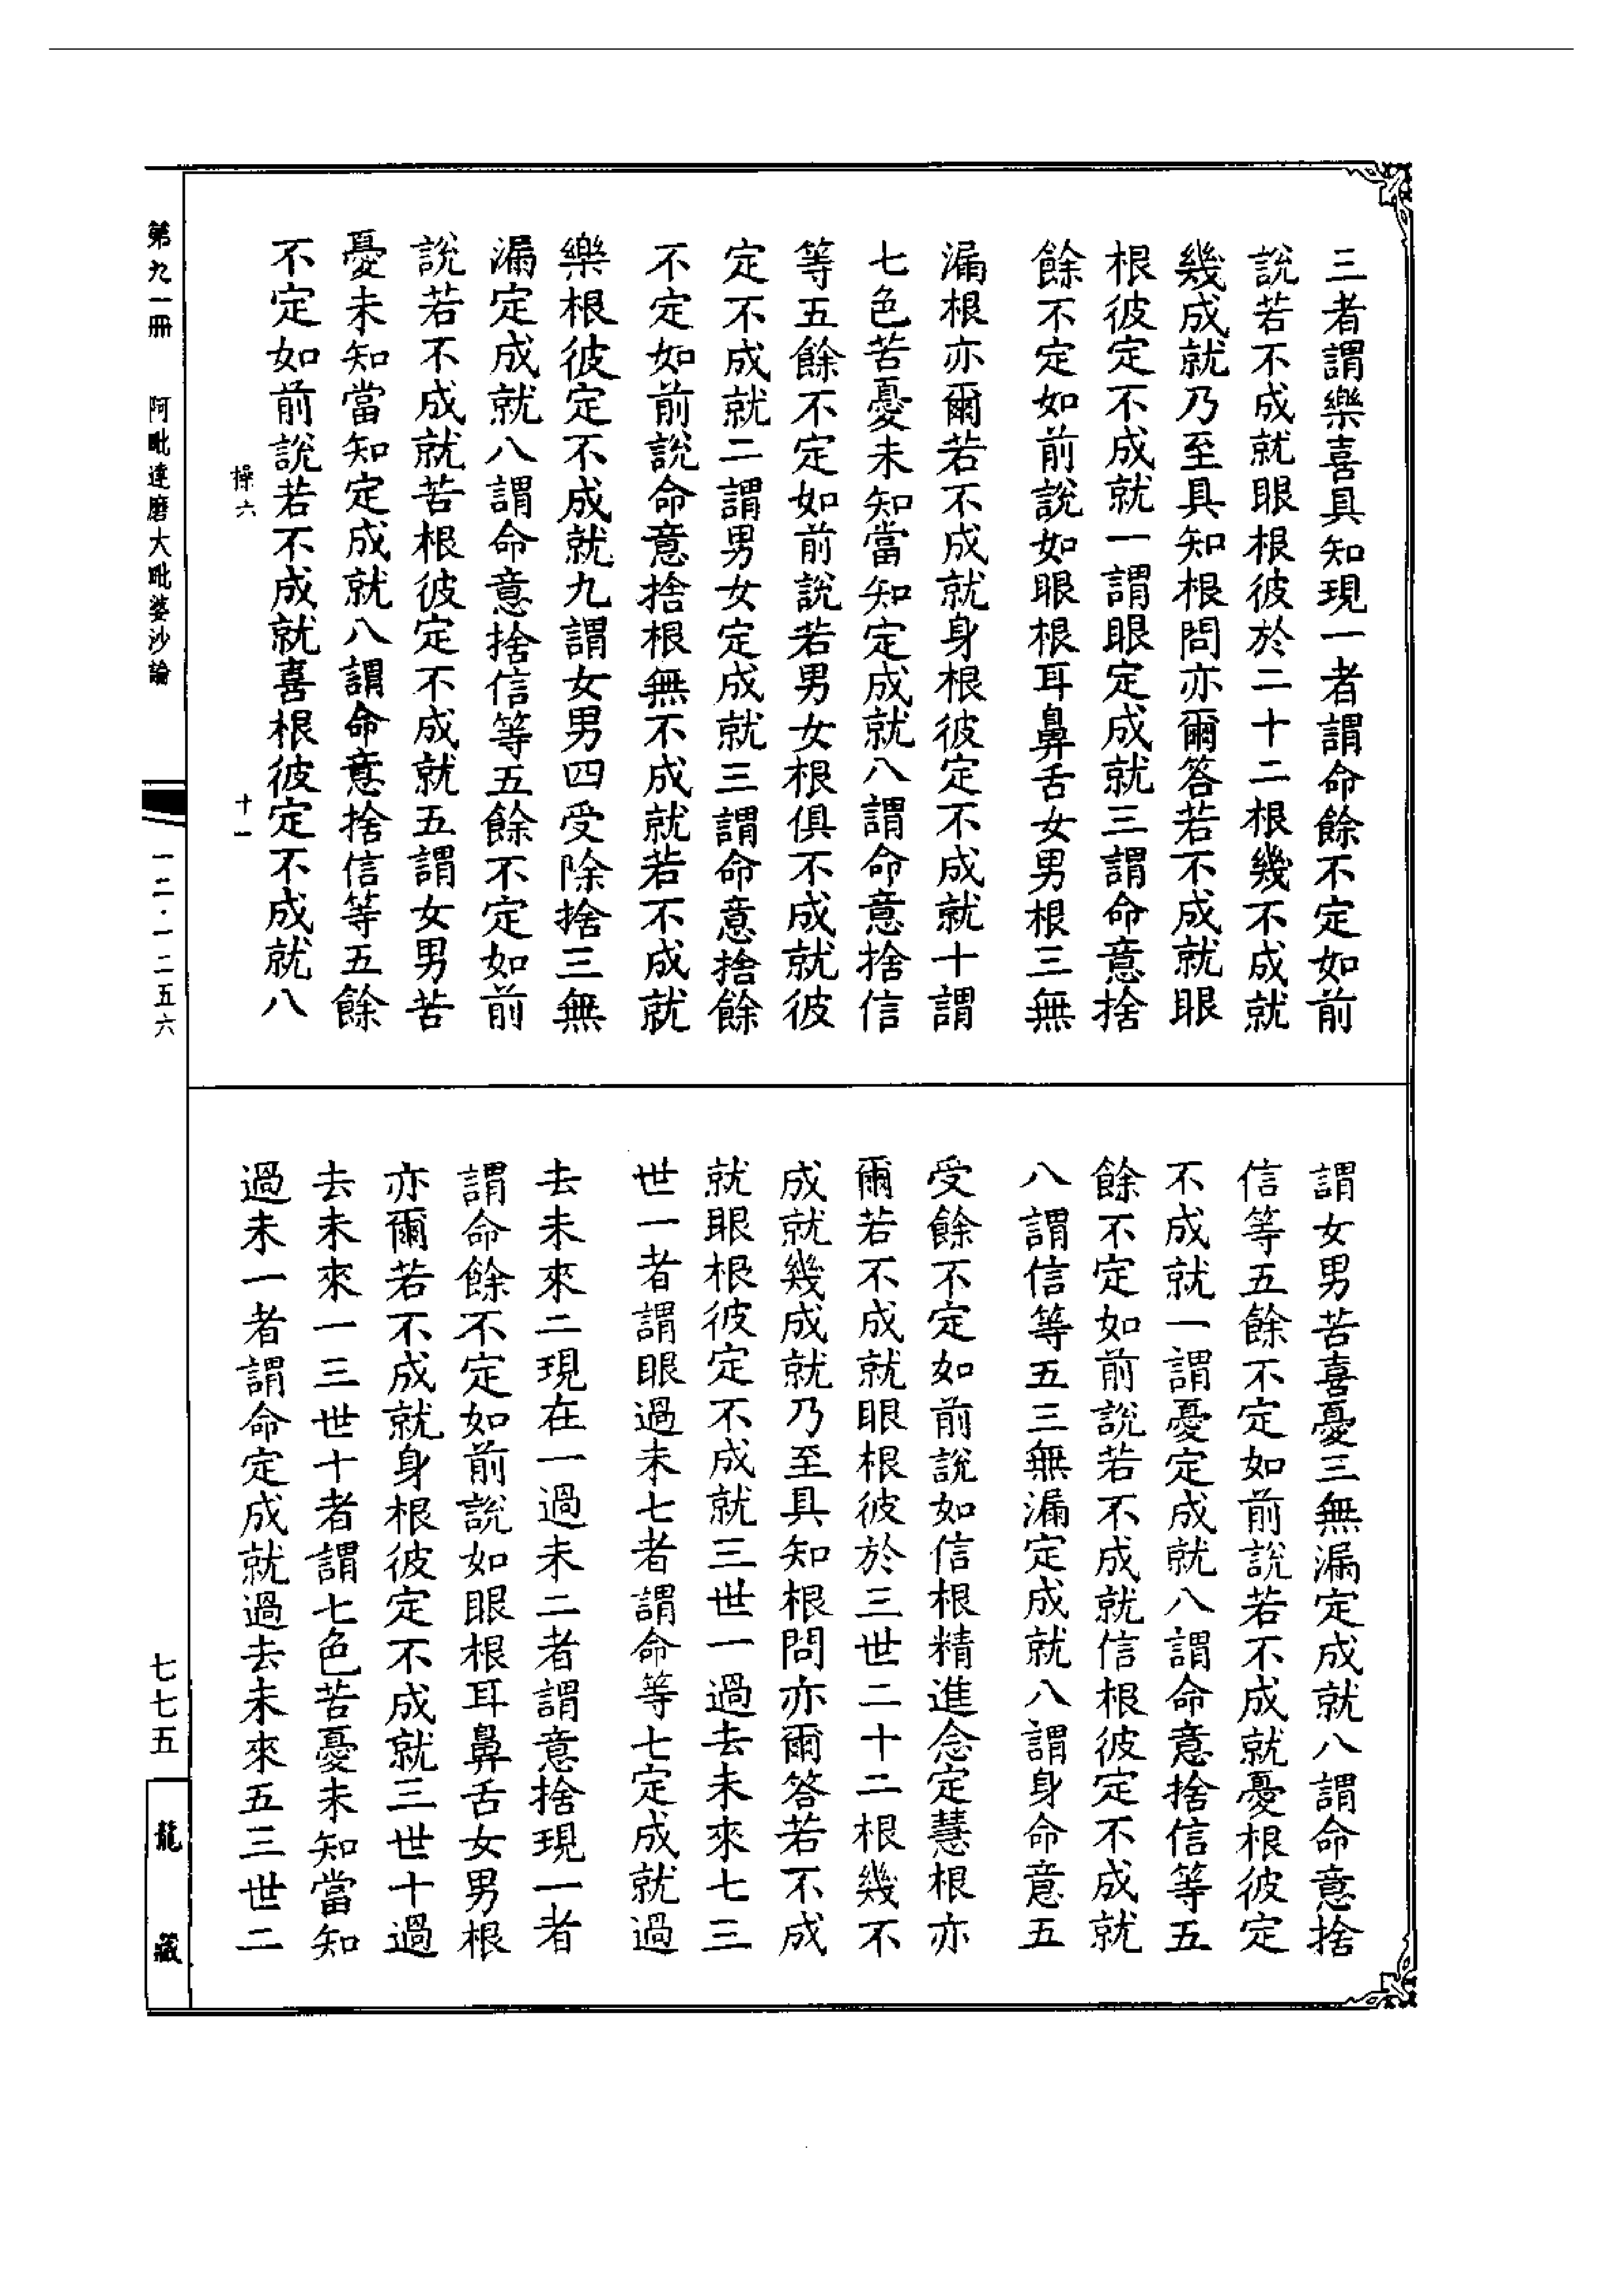 三者謂樂喜具知現一者謂命餘不定如前
說若不成就眼根彼於二十二根幾不成就
幾成就乃至具知根問亦爾答若不成就眼
根彼定不成就一謂眼定成就三謂命意捨
餘不定如前說如眼根耳鼻舌女男根三無
漏根亦爾若不成就身根彼定不成就十謂
七色苦憂未知當知定成就八謂命意捨信
等五餘不定如前說若男女根俱不成就彼
定不成就二謂男女定成就三謂命意捨餘
不定如前說命意捨根無不成就若不成就
樂根彼定不成就九謂女男四受除捨三無
漏定成就八謂命意捨信等五餘不定如前
說若不成就苦根彼定不成就五謂女男苦
憂未知當知定成就八謂命意捨信等五餘
不定如前說若不成就喜根彼定不成就八
操六 十一
謂女男苦喜憂三無漏定成就八謂命意捨
信等五餘不定如前說若不成就憂根彼定
不成就一謂憂定成就八謂命意捨信等五
餘不定如前說若不成就信根彼定不成就
八謂信等五三無漏定成就八謂身命意五
受餘不定如前說如信根精進念定慧根亦
爾若不成就眼根彼於三世二十二根幾不
成就幾成就乃至具知根問亦爾答若不成
就眼根彼定不成就三世一過去未來七三
世一者謂眼過未七者謂命等七定成就過
去未來二現在一過未二者謂意捨現一者
謂命餘不定如前說如眼根耳鼻舌女男根
亦爾若不成就身根彼定不成就三世十過
去未來一三世十者謂七色苦憂未知當知
過未一者謂命定成就過去未來五三世二
第九一冊 阿毗達磨大毗婆沙論 一二·一二五六 七七五 龍藏